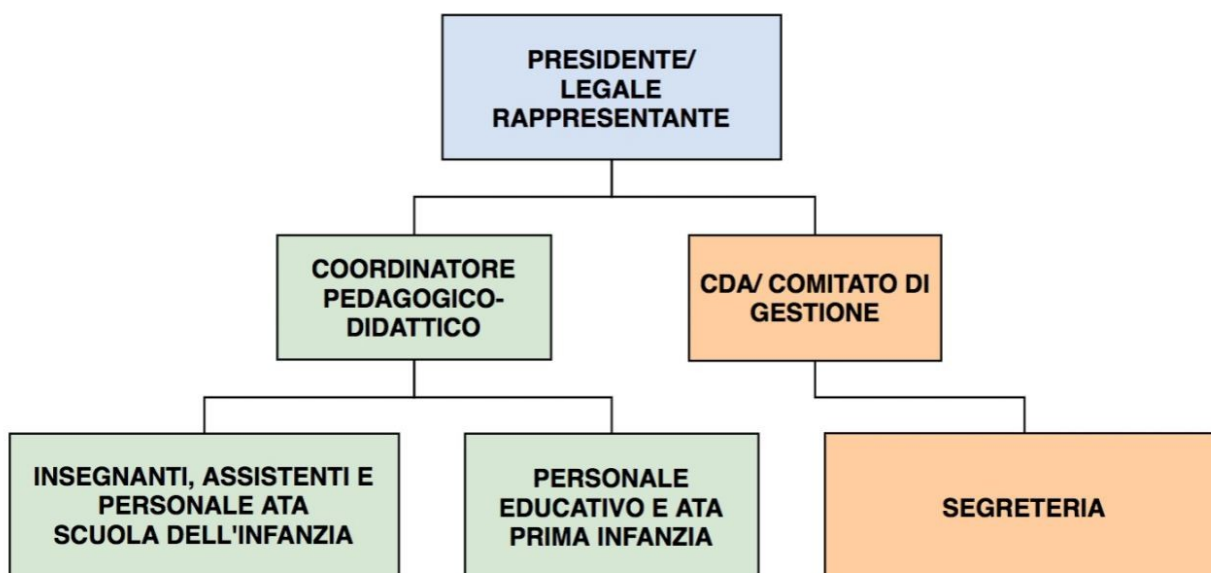 PRESIDENTE/
LEGALE
RAPPRESENTANTE
COORDINATORE
PEDAGOGICO-
DIDATTICO
CDA/ COMITATO DI
GESTIONE
INSEGNANTI, ASSISTENTI E
PERSONALE ATA
SCUOLA DELL'INFANZIA
PERSONALE
EDUCATIVO E ATA
PRIMA INFANZIA
SEGRETERIA